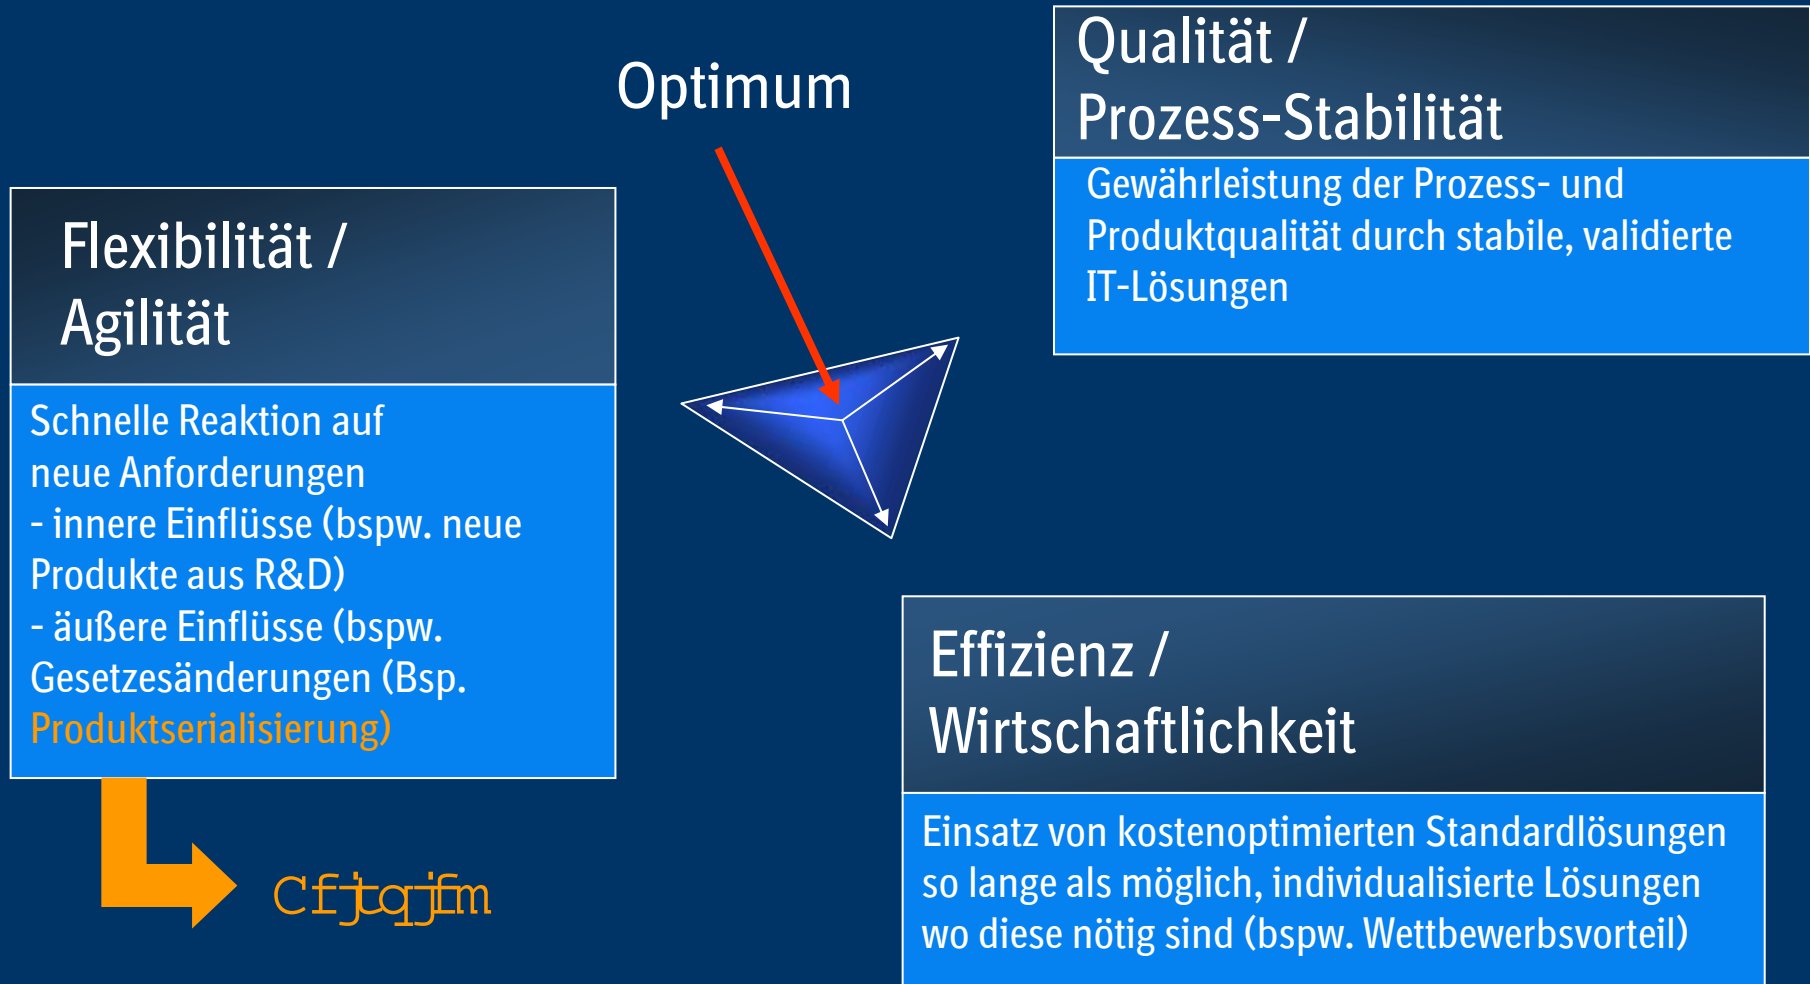 Optimum
Qualität /
Prozess-Stabilität
Gewährleistung der Prozess- und
Produktqualität durch stabile, validierte
IT-Lösungen
Flexibilität /
Agilität
Schnelle Reaktion auf
neue Anforderungen
- innere Einflüsse (bspw. neue
Produkte aus R&D)
- äußere Einflüsse (bspw.
Gesetzesänderungen (Bsp.
Produktserialisierung)
Cfjtqjfm
Effizienz /
Wirtschaftlichkeit
Einsatz von kostenoptimierten Standardlösungen
so lange als möglich, individualisierte Lösungen
wo diese nötig sind (bspw. Wettbewerbsvorteil)